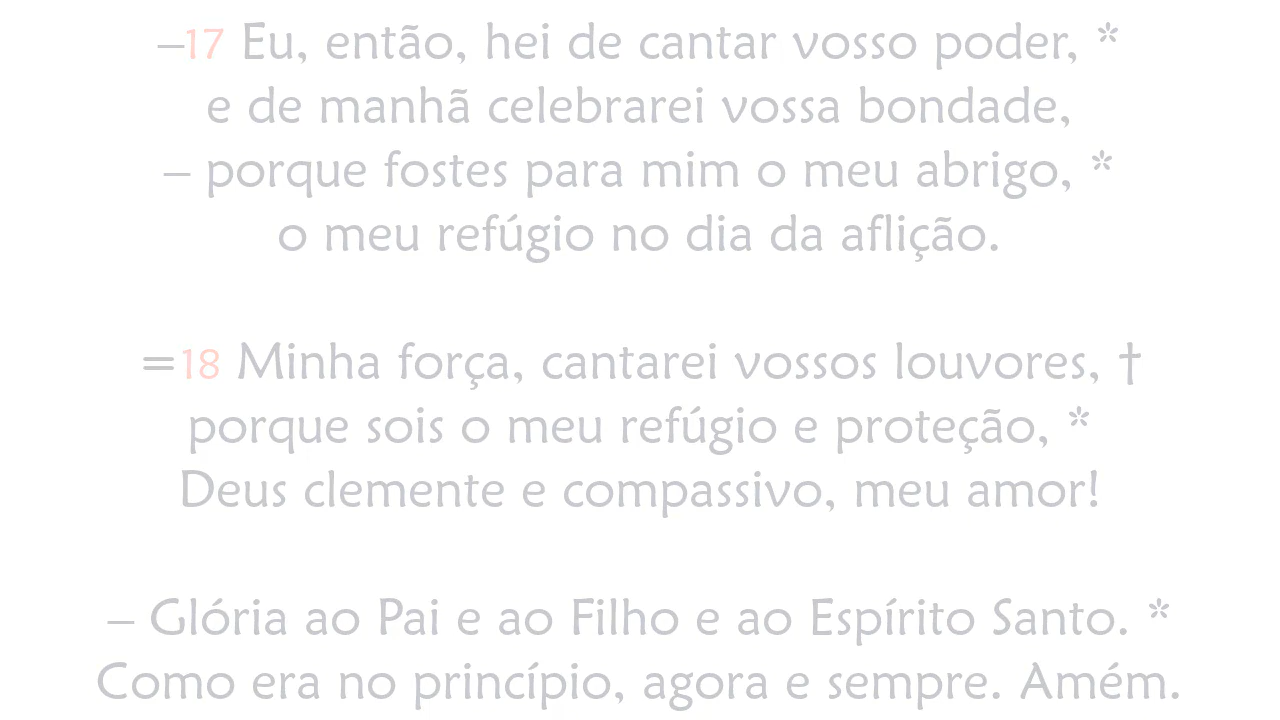 –17 Eu, então, hei de cantar vosso poder, *
e de manhã celebrarei vossa bondade,
– porque fostes para mim o meu abrigo, *
o meu refúgio no dia da aflição.
=18 Minha força, cantarei vossos louvores, †
porque sois o meu refúgio e proteção, *
Deus clemente e compassivo, meu amor!
– Glória ao Pai e ao Filho e ao Espírito Santo. *
Como era no princípio, agora e sempre. Amém.